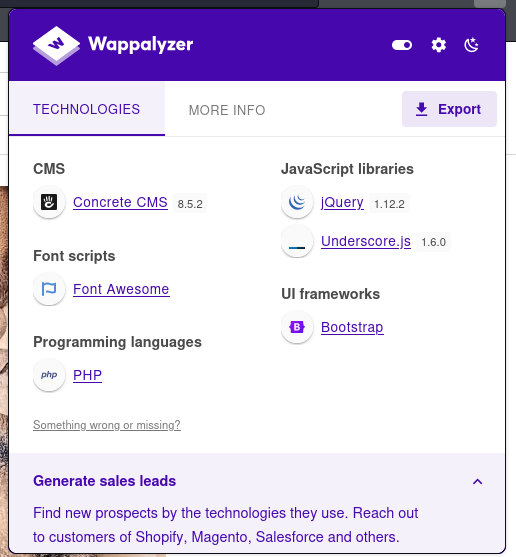 Wappalyzer
TECHNOLOGIES
MORE INFO
Export
CMS
Concrete CMS 8.5.2
Font scripts
Font Awesome
Programming languages
php PHP
JavaScript libraries
jQuery 1.12.2
Underscore.js 1.6.0
UI frameworks
B Bootstrap
Something wrong or missing?
Generate sales leads
Find new prospects by the technologies they use. Reach out
to customers of Shopify, Magento, Salesforce and others.